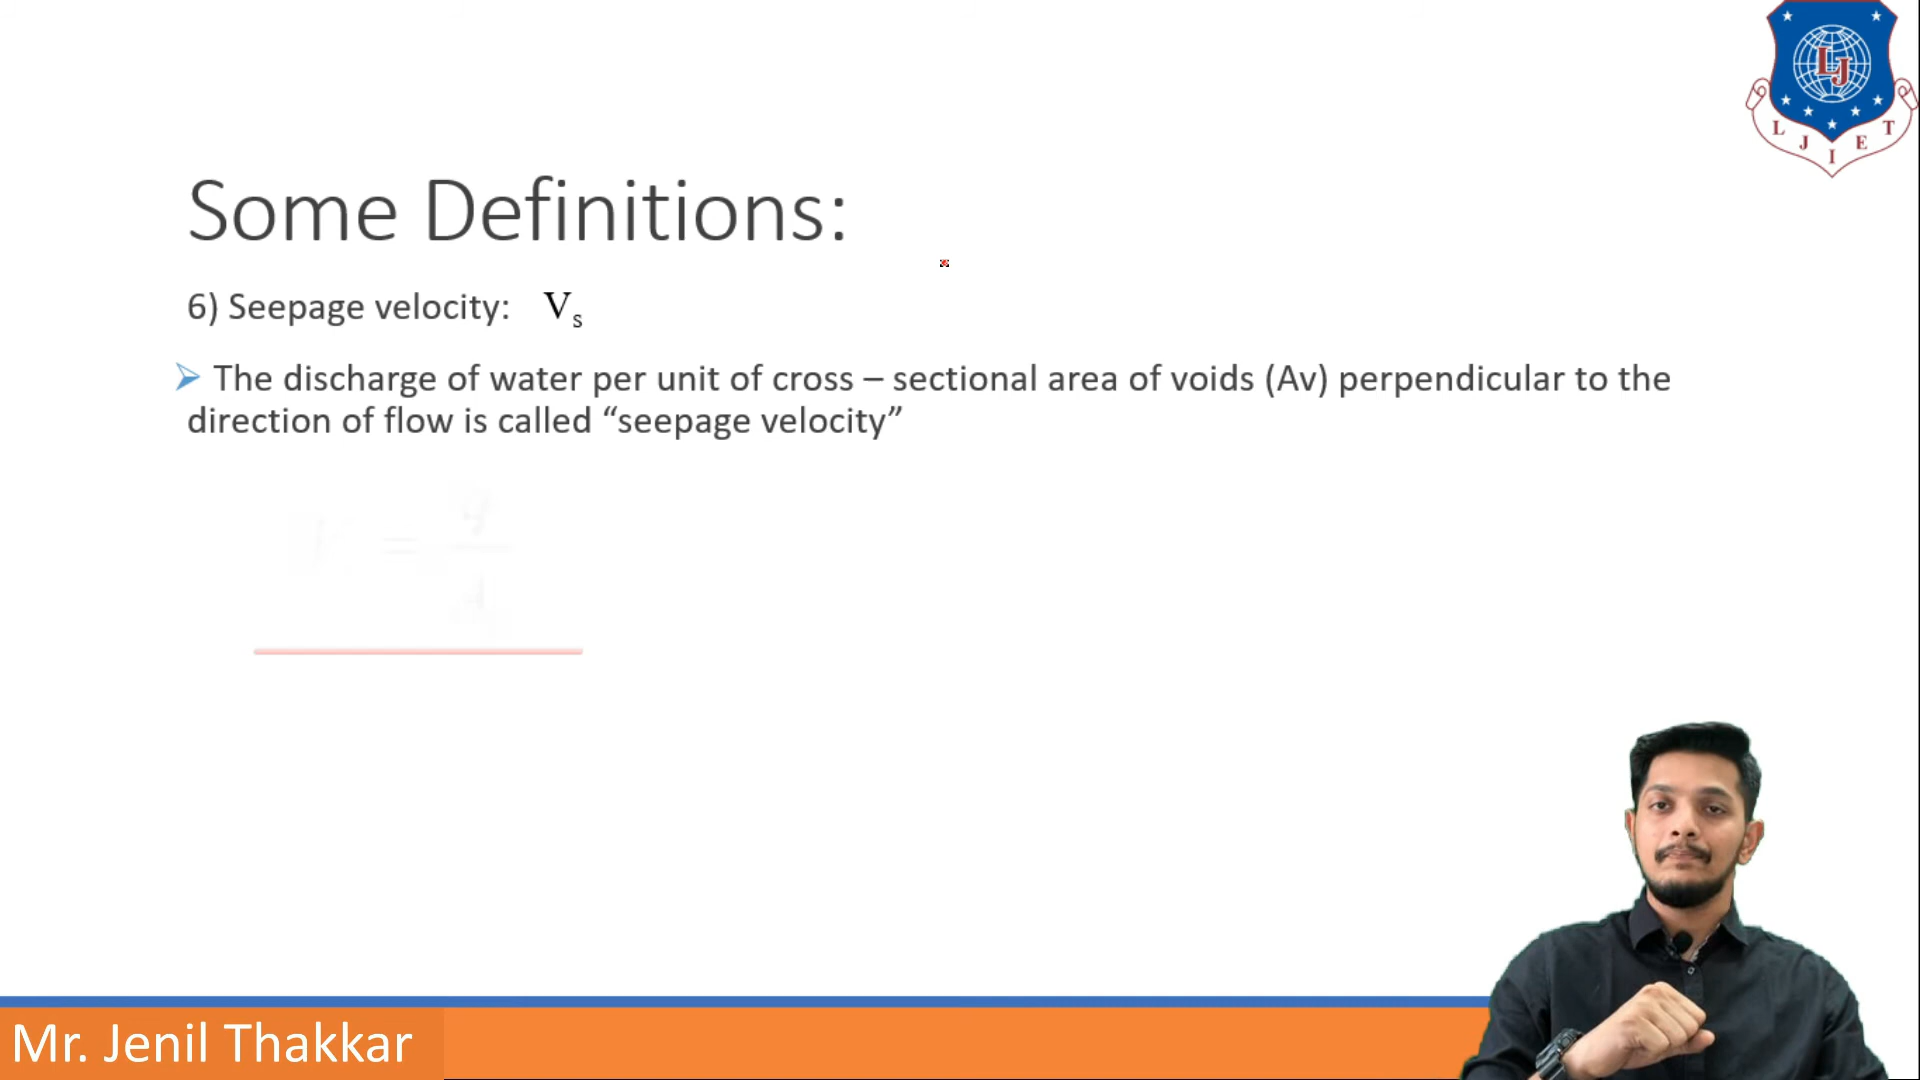 LJ
L J I E T
Some Definitions:
6) Seepage velocity: Vs
The discharge of water per unit of cross – sectional area of voids (Av) perpendicular to the
direction of flow is called “seepage velocity”
Mr. Jenil Thakkar